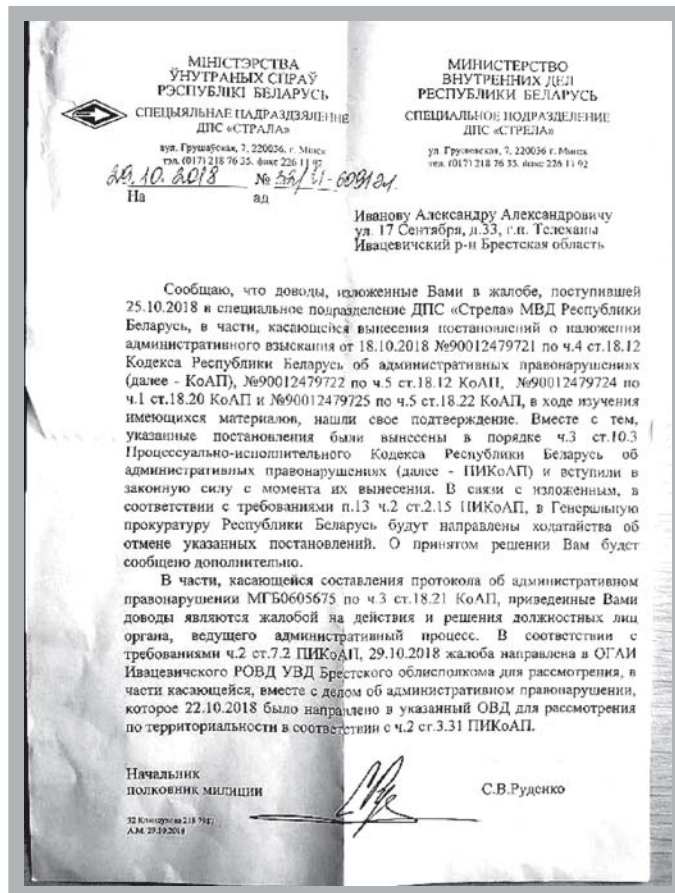 МІНІСТЭРСТВА
ЎНУТРАНЫХ СПРАЎ
РЭСПУБЛІКІ БЕЛАРУСЬ
СПЕЦЫЯЛЬНАЕ ПАДРАЗДЗЯЛЕННЕ
ДПС «СТРАЛА»
вул. Грушаўская, 7, 220036, г. Мінск
тэл. (017) 218 76 35, факс 226 11 92
29.10.2018 №
На ад
МИНИСТЕРСТВО
ВНУТРЕННИХ ДЕЛ
РЕСПУБЛИКИ БЕЛАРУСЬ
СПЕЦИАЛЬНОЕ ПОДРАЗДЕЛЕНИЕ
ДПС «СТРЕЛА»
ул. Грушевская, 7, 220036 г. Минск
тел. (017) 218 76 35, факс 226 11 92
Иванову Александру Александровичу
ул. 17 Сентября, д.33, г.п. Телеханы
Ивацевичский р-н Брестская область
Сообщаю, что доводы, изложенные Вами в жалобе, поступившей
25.10.2018 в специальное подразделение ДПС «Стрела» МВД Республики
Беларусь, в части, касающейся вынесения постановлений о наложении
административного взыскания от 18.10.2018 №90012479721 по ч.4 ст.18.12
Кодекса Республики Беларусь об административных правонарушениях
(далее - КоАП), №90012479722 по ч.5 ст.18.12 КоАП, №90012479724 по
ч.1 ст.18.20 КоАП и №90012479725 по ч.5 ст.18.22 КоАП, в ходе изучения
имеющихся материалов, нашли свое подтверждение. Вместе с тем,
указанные постановления были вынесены в порядке ч.3 ст.10.3
Процессуально-исполнительного Кодекса Республики Беларусь об
административных правонарушениях (далее - ПИКоАП) и вступили в
законную силу с момента их вынесения. В связи с изложенным, в
соответствии с требованиями п.13 ч.2 ст.2.15 ПИКоАП, в Генеральную
прокуратуру Республики Беларусь будут направлены ходатайства об
отмене указанных постановлений. О принятом решении Вам будет
сообщено дополнительно.
В части, касающейся составления протокола об административном
правонарушении МГБ0605675 по ч.3 ст.18.21 КоАП, приведенные Вами
доводы являются жалобой на действия и решения должностных лиц
органа, ведущего административный процесс. В соответствии с
требованиями ч.2 ст.7.2 ПИКоАП, 29.10.2018 жалоба направлена в ОГАИ
Ивацевичского РОВД УВД Брестского облисполкома для рассмотрения, в
части касающейся, вместе с делом об административном правонарушении,
которое 22.10.2018 было направлено в указанный ОВД для рассмотрения
по территориальности в соответствии с ч.2 ст.3.31 ПИКоАП.
Начальник
полковник милиции
С.В.Руденко
А.М. 29.10.2018